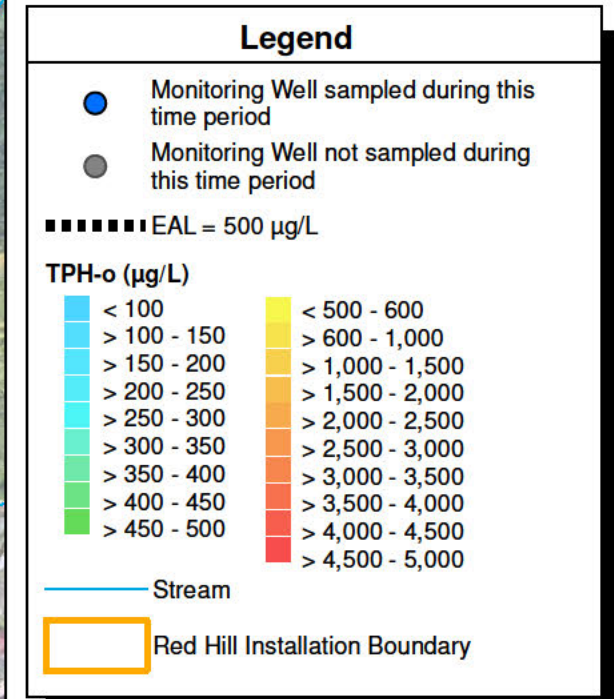 Legend
Monitoring Well sampled during this
time period
Monitoring Well not sampled during
this time period
EAL = 500 µg/L
TPH-o (µg/L)
< 100
> 100 - 150
> 150 - 200
> 200 - 250
> 250 - 300
> 300 - 350
> 350 - 400
> 400 - 450
> 450 - 500
< 500 - 600
> 600 - 1,000
> 1,000 - 1,500
> 1,500 - 2,000
> 2,000 - 2,500
> 2,500 - 3,000
> 3,000 - 3,500
> 3,500 - 4,000
> 4,000 - 4,500
> 4,500 - 5,000
Stream
Red Hill Installation Boundary